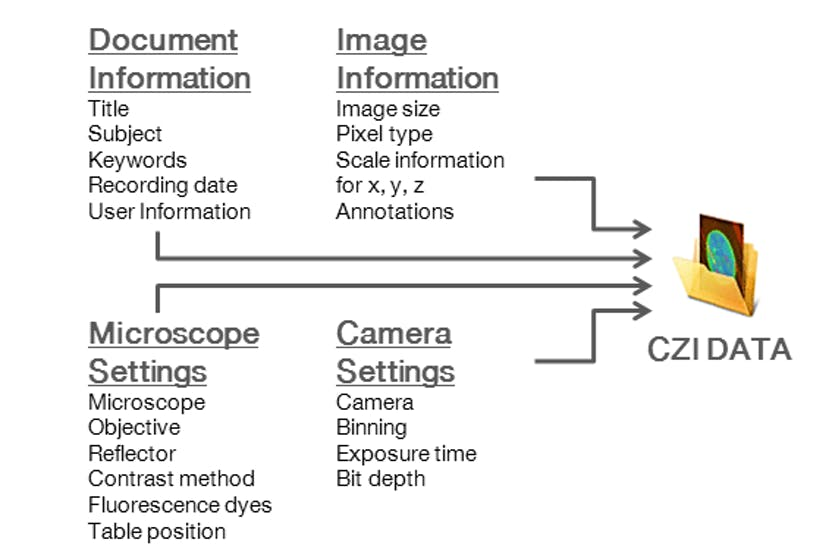 Document
Information
Title
Subject
Keywords
Recording date
User Information
Image
Information
Image size
Pixel type
Scale information
for x, y, z
Annotations
Microscope
Settings
Microscope
Objective
Reflector
Contrast method
Fluorescence dyes
Table position
Camera
Settings
Camera
Binning
Exposure time
Bit depth
CZI DATA